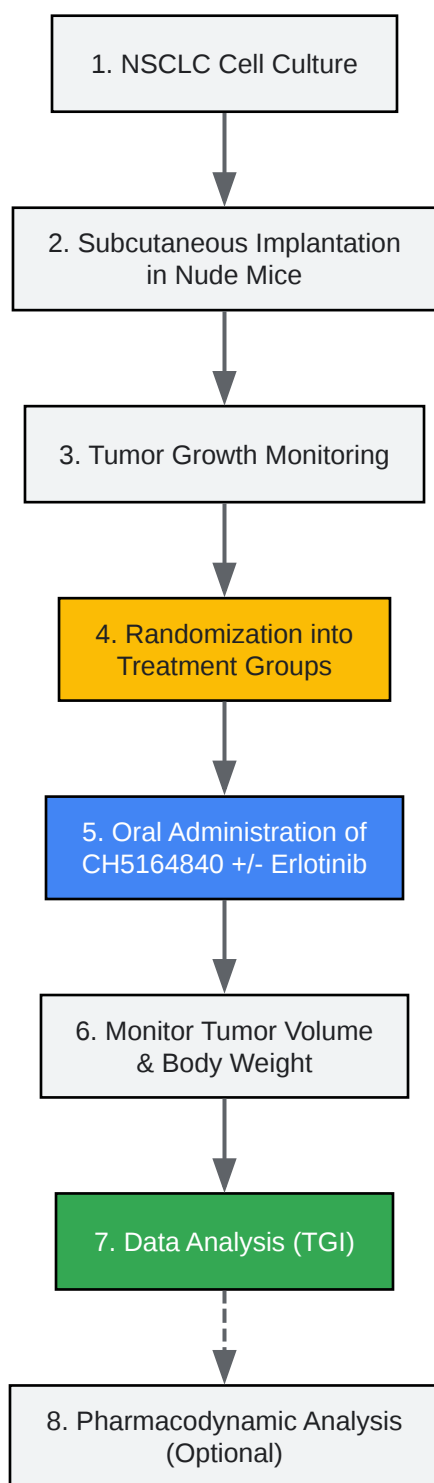 1. NSCLC Cell Culture
2. Subcutaneous Implantation
in Nude Mice
3. Tumor Growth Monitoring
4. Randomization into
Treatment Groups
5. Oral Administration of
CH5164840 +/- Erlotinib
6. Monitor Tumor Volume
& Body Weight
7. Data Analysis (TGI)
8. Pharmacodynamic Analysis
(Optional)